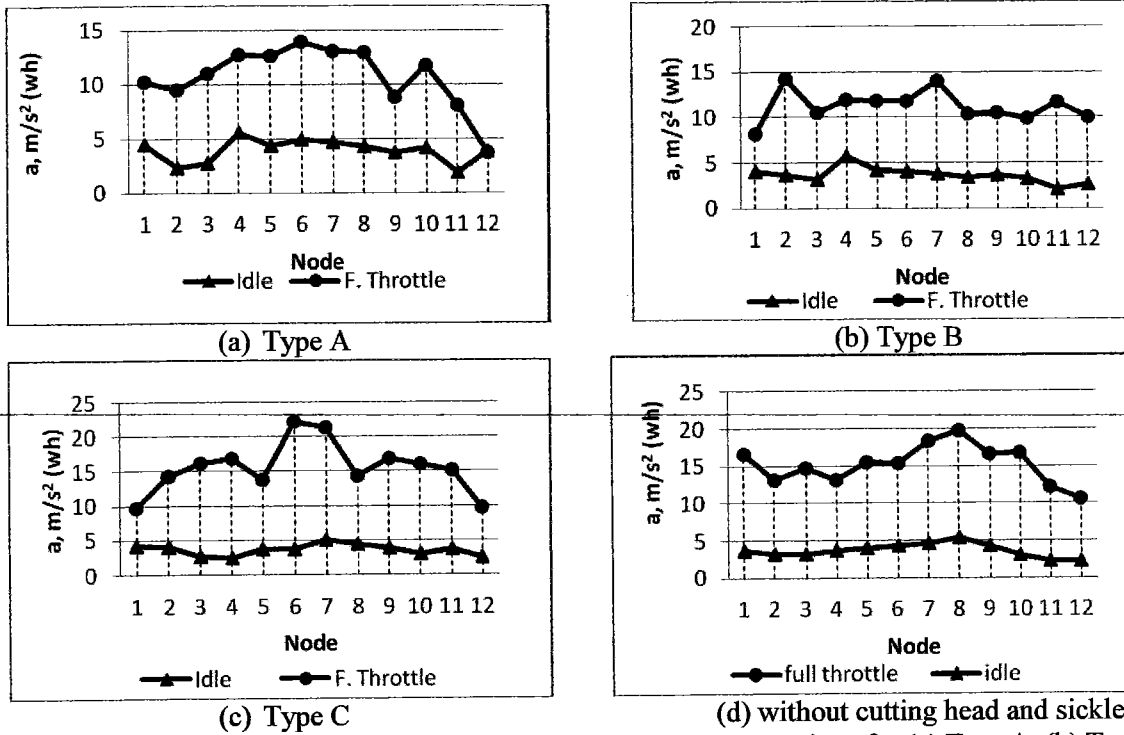 15
10
5
0
a, m/s² (wh)
1 2 3 4 5 6 7 8 9 10 11 12
Node
Idle F. Throttle
(a) Type A
20
15
10
5
0
a, m/s² (wh)
1 2 3 4 5 6 7 8 9 10 11 12
Node
Idle F. Throttle
(b) Type B
25
20
15
10
5
0
a, m/s² (wh)
1 2 3 4 5 6 7 8 9 10 11 12
Node
Idle F. Throttle
(c) Type C
25
20
15
10
5
0
a, m/s² (wh)
1 2 3 4 5 6 7 8 9 10 11 12
Node
full throttle idle
(d) without cutting head and sickle